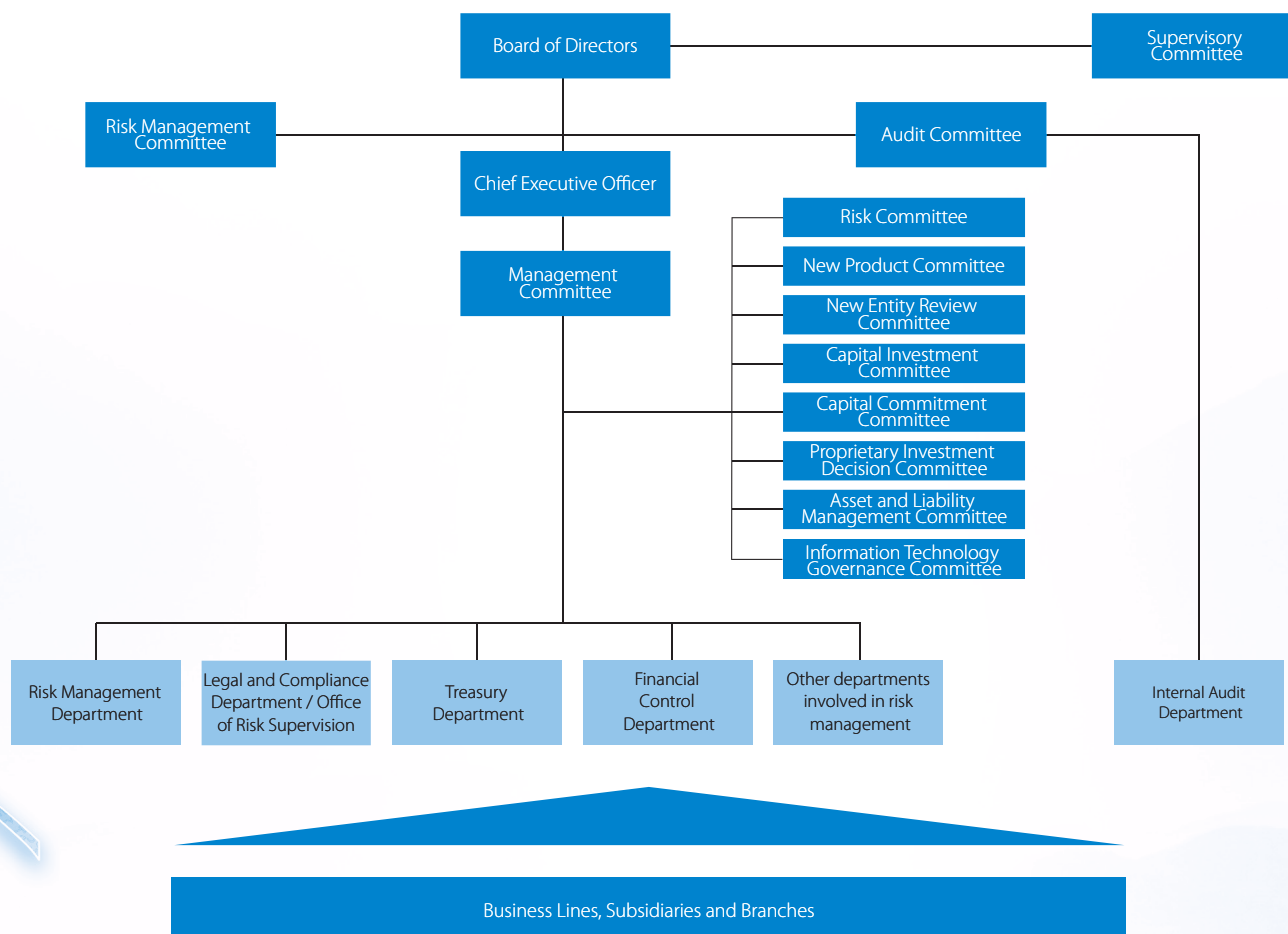 Board of Directors
Supervisory
Committee
Risk Management
Committee
Audit Committee
Chief Executive Officer
Management
Committee
Risk Committee
New Product Committee
New Entity Review
Committee
Capital Investment
Committee
Capital Commitment
Committee
Proprietary Investment
Decision Committee
Asset and Liability
Management Committee
Information Technology
Governance Committee
Risk Management
Department
Legal and Compliance
Department / Office
of Risk Supervision
Treasury
Department
Financial
Control
Department
Other departments
involved in risk
management
Internal Audit
Department
Business Lines, Subsidiaries and Branches